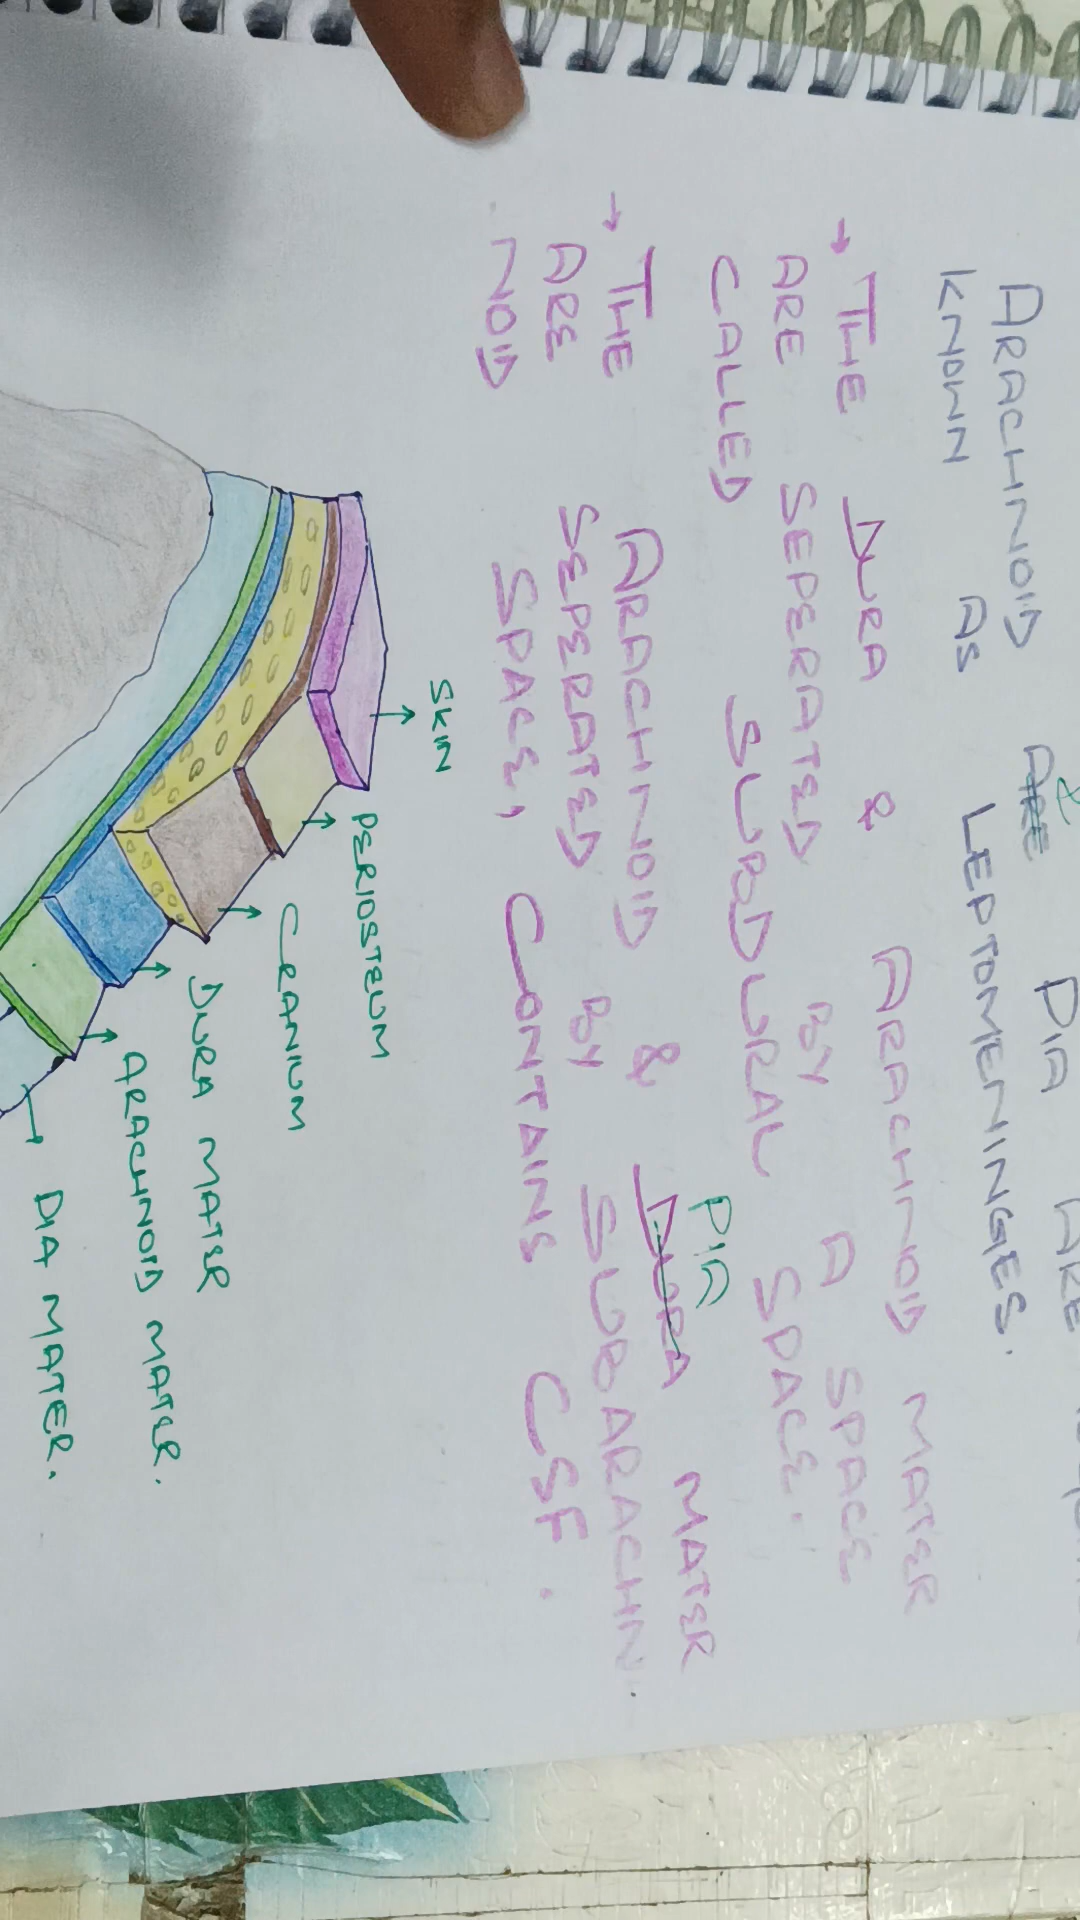 ARACHNOID & PIA ARE
KNOWN AS LEPTOMENINGES.
→ THE DURA & ARACHNOID MATER
ARE SEPERATED BY A SPACE
CALLED SUBDURAL SPACE.
→ THE ARACHNOID & PIA MATER
ARE SEPERATED BY SUBARACHN
NOID SPACE, CONTAINS CSF.
SKIN
PERIOSTEUM
CRANIUM
DURA MATER
ARACHNOID MATER.
PIA MATER.